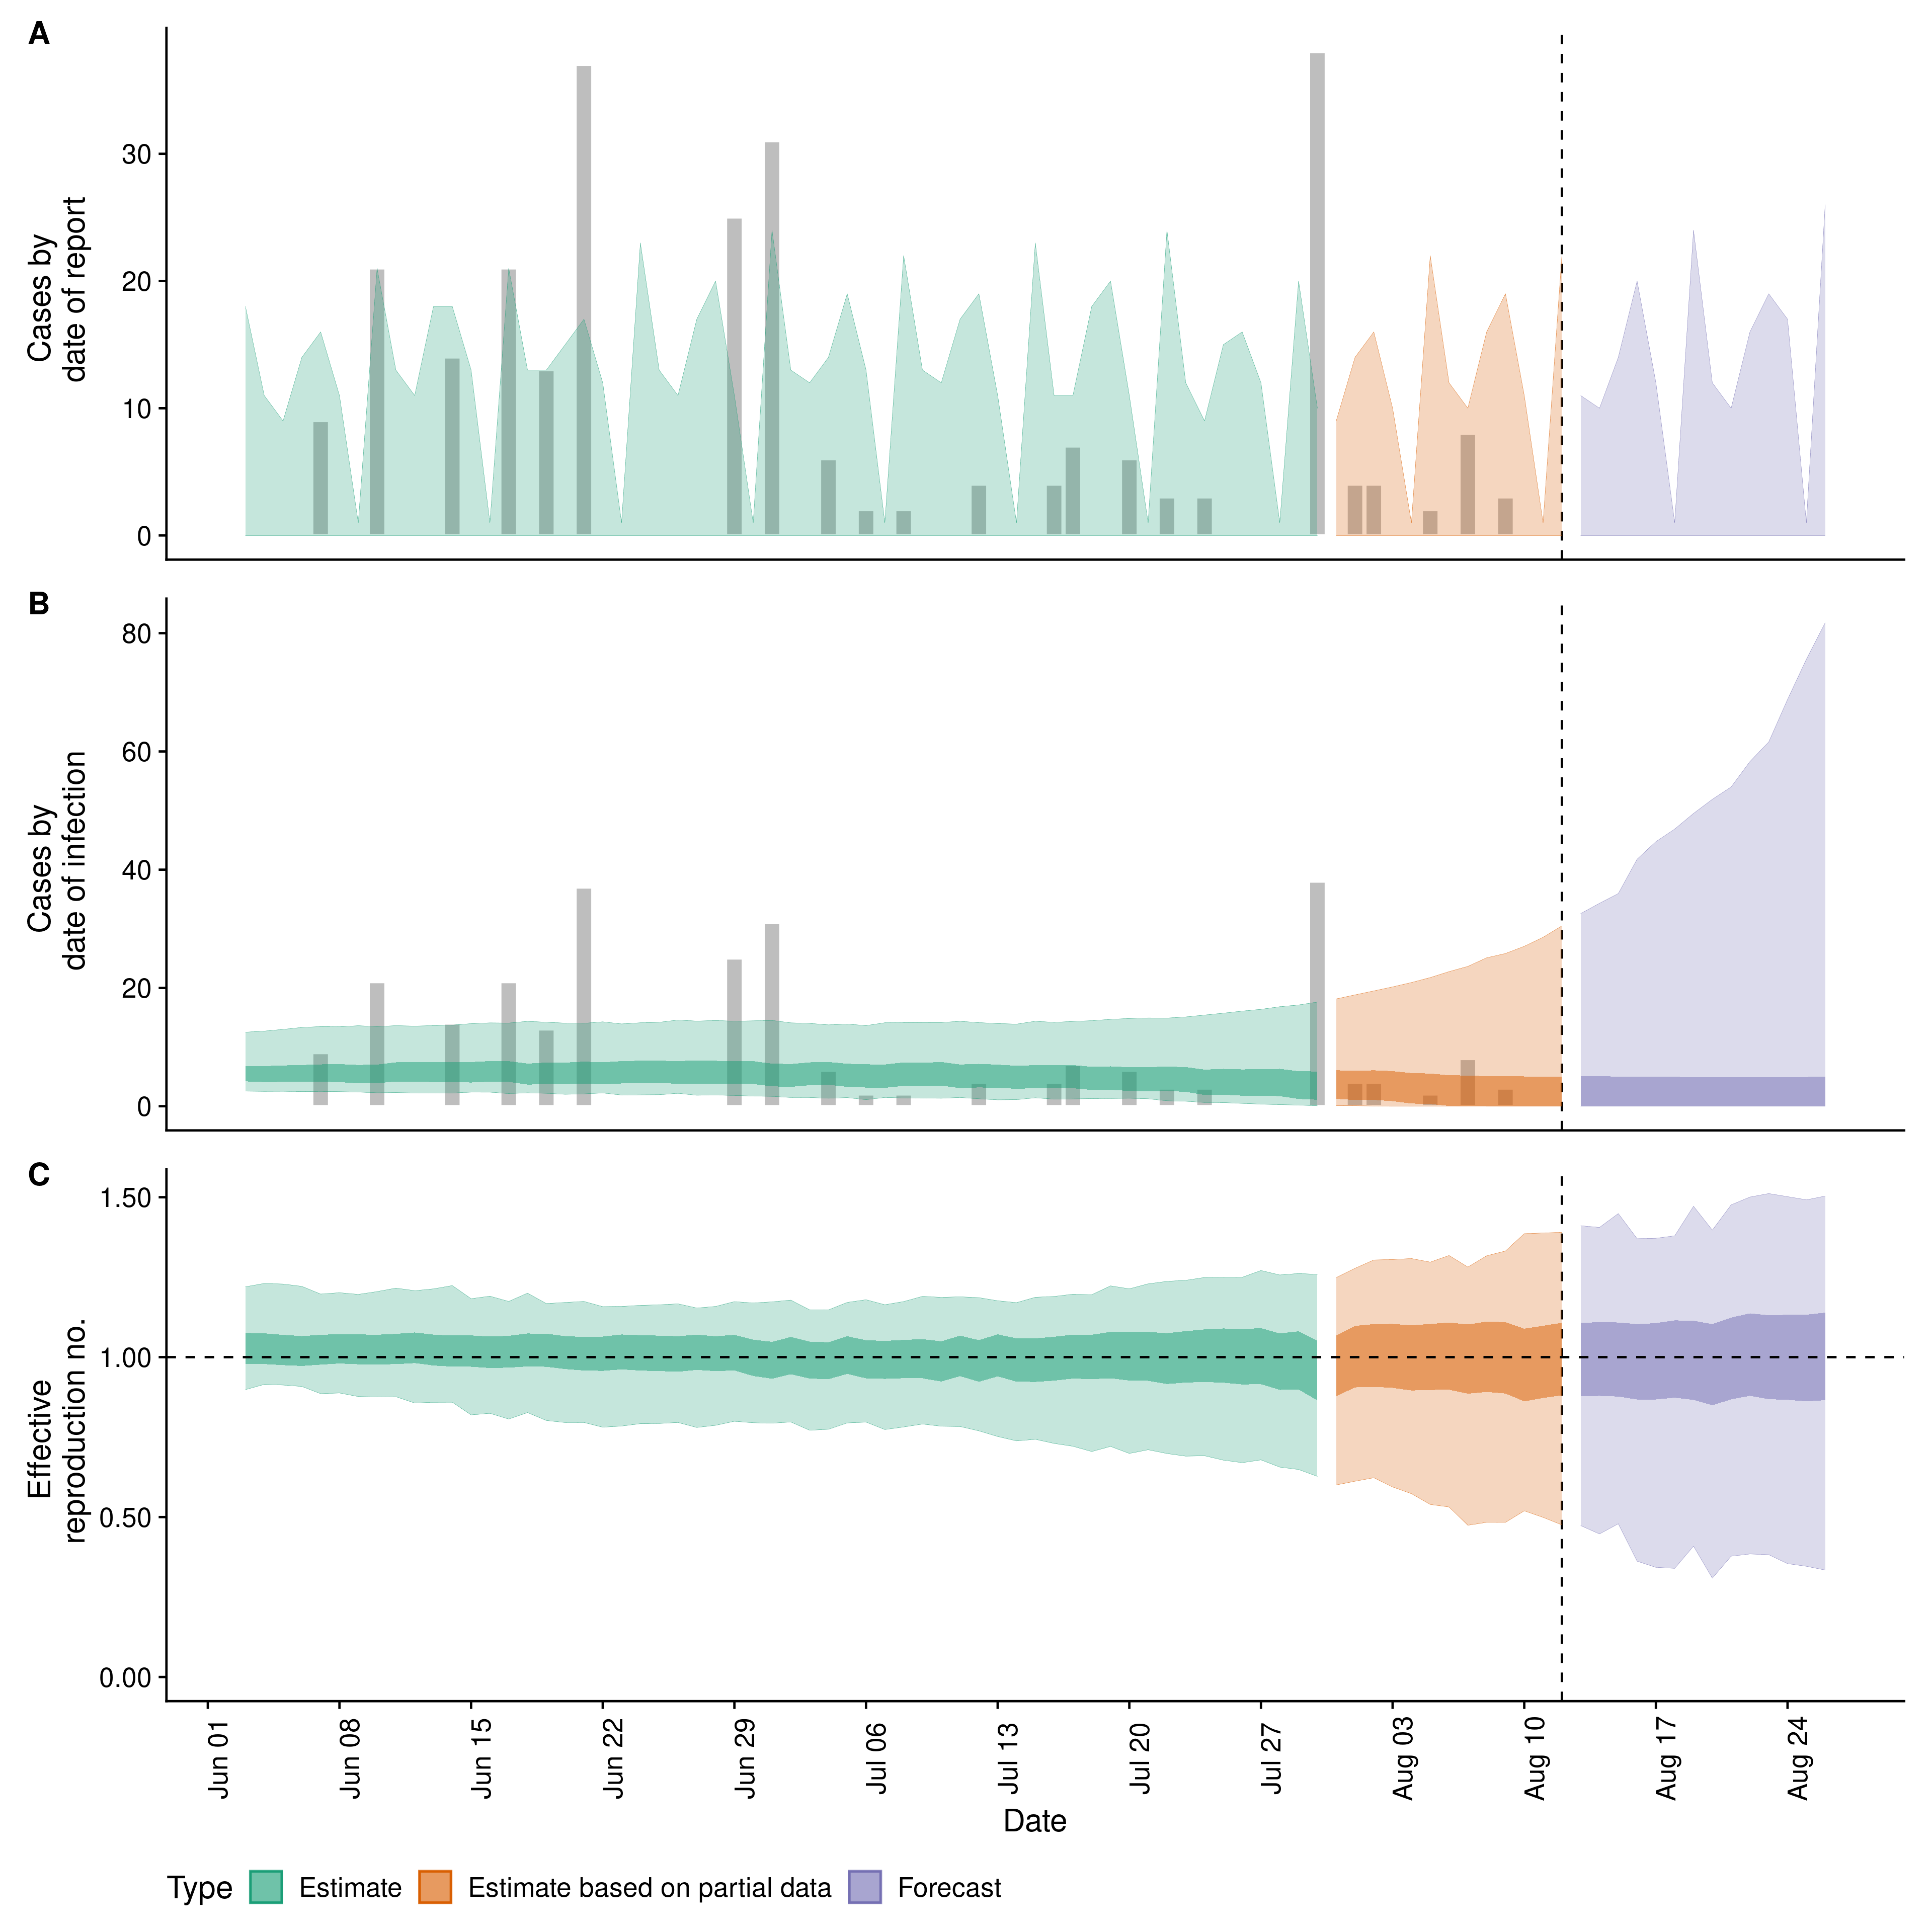 A
30
20
10
0
Cases by
date of report
B
80
60
40
20
0
Cases by
date of infection
C
1.50
1.00
0.50
0.00
Effective
reproduction no.
Jun 01
Jun 08
Jun 15
Jun 22
Jun 29
Jul 06
Jul 13
Jul 20
Jul 27
Aug 03
Aug 10
Aug 17
Aug 24
Date
Type Estimate Estimate based on partial data Forecast